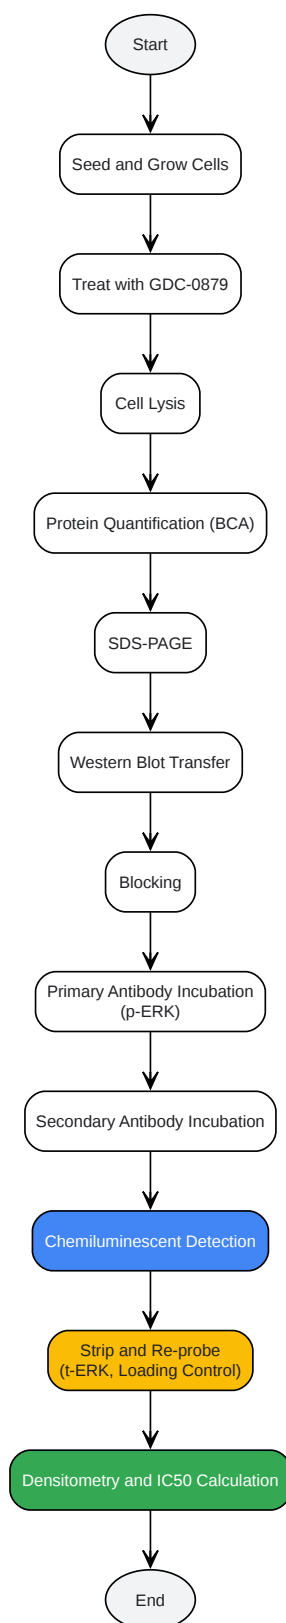 Start
Seed and Grow Cells
Treat with GDC-0879
Cell Lysis
Protein Quantification (BCA)
SDS-PAGE
Western Blot Transfer
Blocking
Primary Antibody Incubation
(p-ERK)
Secondary Antibody Incubation
Chemiluminescent Detection
Strip and Re-probe
(t-ERK, Loading Control)
Densitometry and IC50 Calculation
End